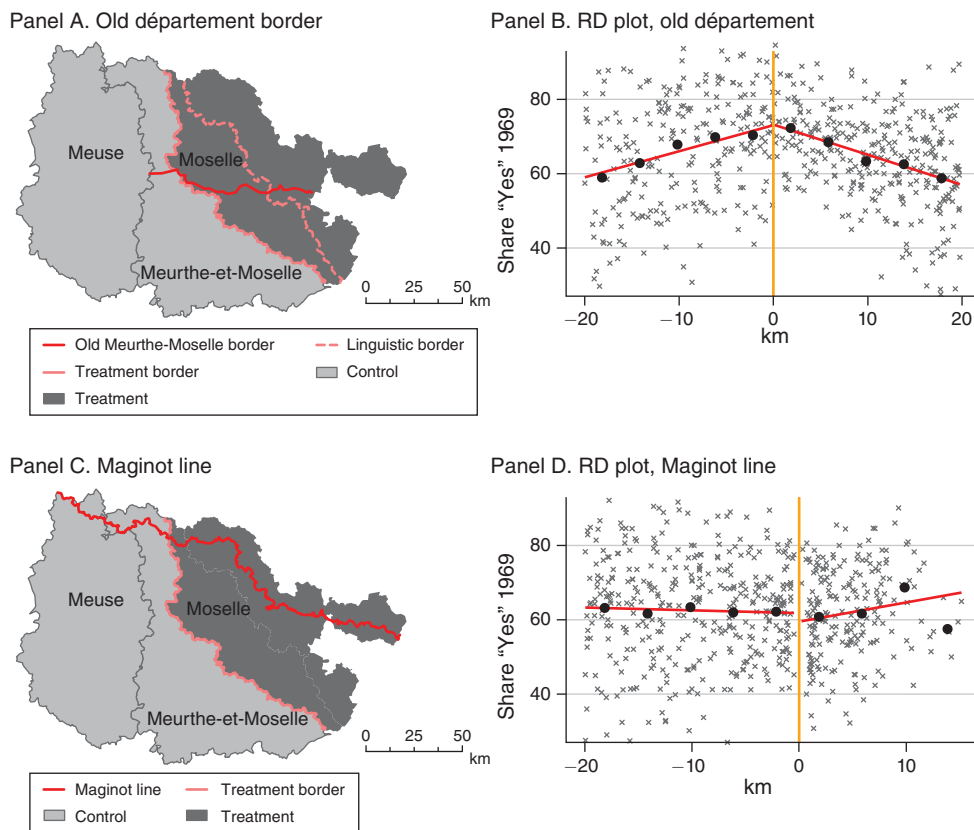 Panel A. Old département border
Meuse
Moselle
Meurthe-et-Moselle
0 25 50
km
Old Meurthe-Moselle border
Linguistic border
Treatment border
Control
Treatment
Panel B. RD plot, old département
Share “Yes” 1969
80
60
40
−20 −10 0 10 20
km
Panel C. Maginot line
Meuse
Moselle
Meurthe-et-Moselle
0 25 50
km
Maginot line
Treatment border
Control
Treatment
Panel D. RD plot, Maginot line
Share “Yes” 1969
80
60
40
−20 −10 0 10
km